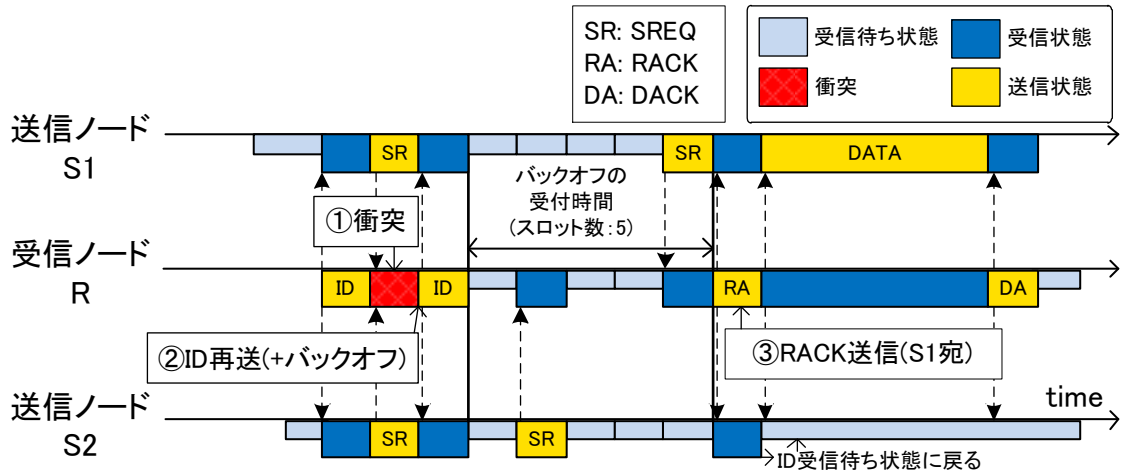 SR: SREQ
RA: RACK
DA: DACK
受信待ち状態
受信状態
衝突
送信状態
送信ノード
S1
SR
SR
DATA
バックオフの
受付時間
(スロット数:5)
①衝突
受信ノード
R
ID
ID
RA
DA
②ID再送(+バックオフ)
③RACK送信(S1宛)
送信ノード
S2
time
SR
SR
ID受信待ち状態に戻る